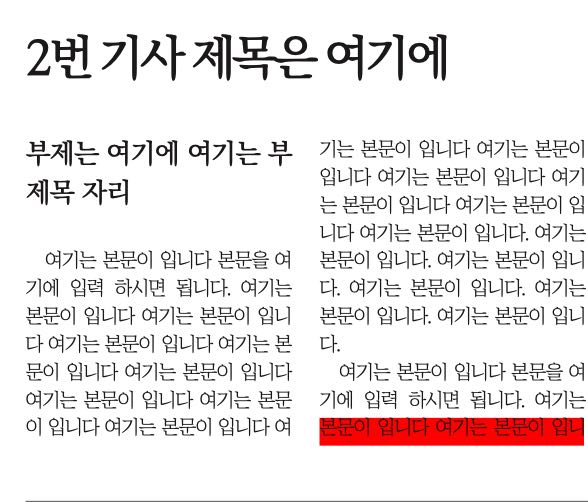 2번 기사 제목은 여기에
부제는 여기에 여기는 부
제목 자리
여기는 본문이 입니다 본문을 여
기에 입력 하시면 됩니다. 여기는
본문이 입니다 여기는 본문이 입니
다 여기는 본문이 입니다 여기는 본
문이 입니다 여기는 본문이 입니다
여기는 본문이 입니다 여기는 본문
이 입니다 여기는 본문이 입니다 여
기는 본문이 입니다 여기는 본문이
입니다 여기는 본문이 입니다 여기
는 본문이 입니다 여기는 본문이 입
니다 여기는 본문이 입니다. 여기는
본문이 입니다. 여기는 본문이 입니
다. 여기는 본문이 입니다. 여기는
본문이 입니다. 여기는 본문이 입니
다.
여기는 본문이 입니다 본문을 여
기에 입력 하시면 됩니다. 여기는
본문이 입니다 여기는 본문이 입니